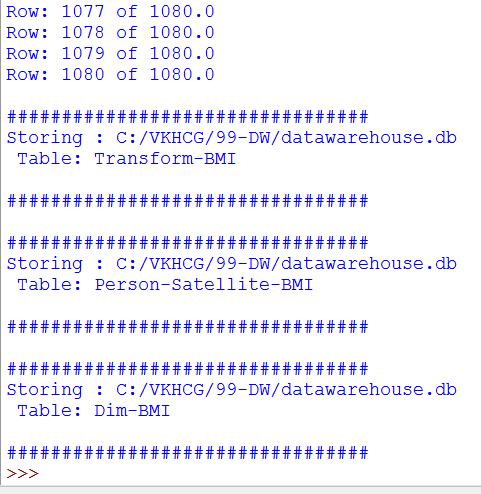 Row: 1077 of 1080.0
Row: 1078 of 1080.0
Row: 1079 of 1080.0
Row: 1080 of 1080.0
#################################
Storing : C:/VKHCG/99-DW/datawarehouse.db
Table: Transform-BMI
#################################
#################################
Storing : C:/VKHCG/99-DW/datawarehouse.db
Table: Person-Satellite-BMI
#################################
#################################
Storing : C:/VKHCG/99-DW/datawarehouse.db
Table: Dim-BMI
#################################
>>>